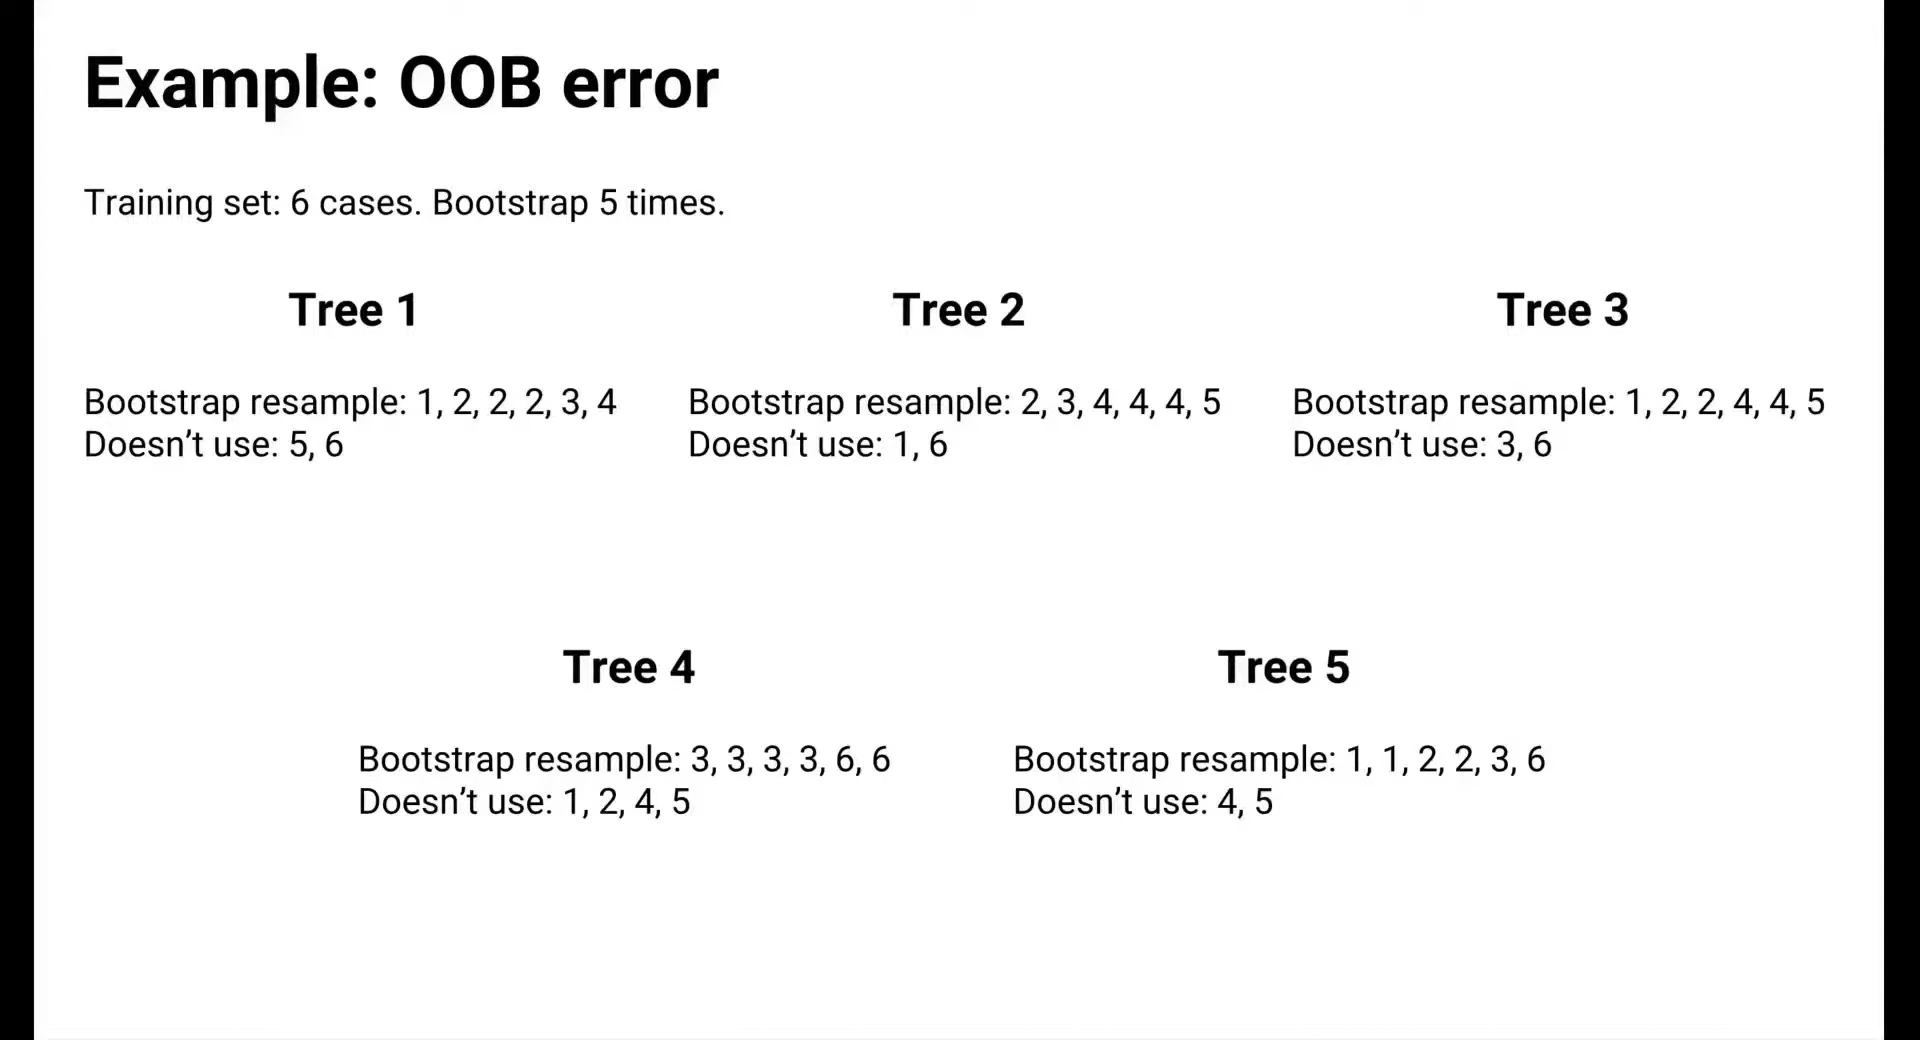 Example: OOB error
Training set: 6 cases. Bootstrap 5 times.
Tree 1
Bootstrap resample: 1, 2, 2, 2, 3, 4
Doesn’t use: 5, 6
Tree 2
Bootstrap resample: 2, 3, 4, 4, 4, 5
Doesn’t use: 1, 6
Tree 3
Bootstrap resample: 1, 2, 2, 4, 4, 5
Doesn’t use: 3, 6
Tree 4
Bootstrap resample: 3, 3, 3, 3, 6, 6
Doesn’t use: 1, 2, 4, 5
Tree 5
Bootstrap resample: 1, 1, 2, 2, 3, 6
Doesn’t use: 4, 5